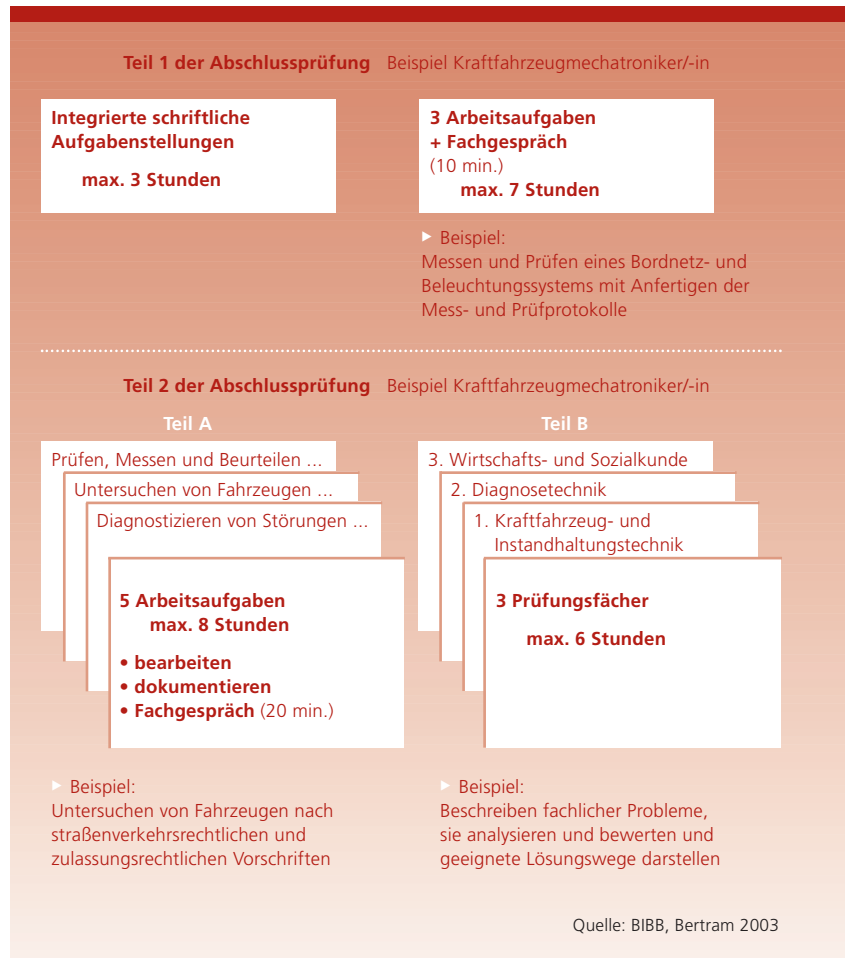 Teil 1 der Abschlussprüfung Beispiel Kraftfahrzeugmechatroniker/-in
Integrierte schriftliche
Aufgabenstellungen
max. 3 Stunden
3 Arbeitsaufgaben
+ Fachgespräch
(10 min.)
max. 7 Stunden
▸ Beispiel:
Messen und Prüfen eines Bordnetz- und
Beleuchtungssystems mit Anfertigen der
Mess- und Prüfprotokolle
Teil 2 der Abschlussprüfung Beispiel Kraftfahrzeugmechatroniker/-in
Teil A
Prüfen, Messen und Beurteilen ...
Untersuchen von Fahrzeugen ...
Diagnostizieren von Störungen ...
5 Arbeitsaufgaben
max. 8 Stunden
• bearbeiten
• dokumentieren
• Fachgespräch (20 min.)
▸ Beispiel:
Untersuchen von Fahrzeugen nach
straßenverkehrsrechtlichen und
zulassungsrechtlichen Vorschriften
Teil B
3. Wirtschafts- und Sozialkunde
2. Diagnosetechnik
1. Kraftfahrzeug- und
Instandhaltungstechnik
3 Prüfungsfächer
max. 6 Stunden
▸ Beispiel:
Beschreiben fachlicher Probleme,
sie analysieren und bewerten und
geeignete Lösungswege darstellen
Quelle: BIBB, Bertram 2003